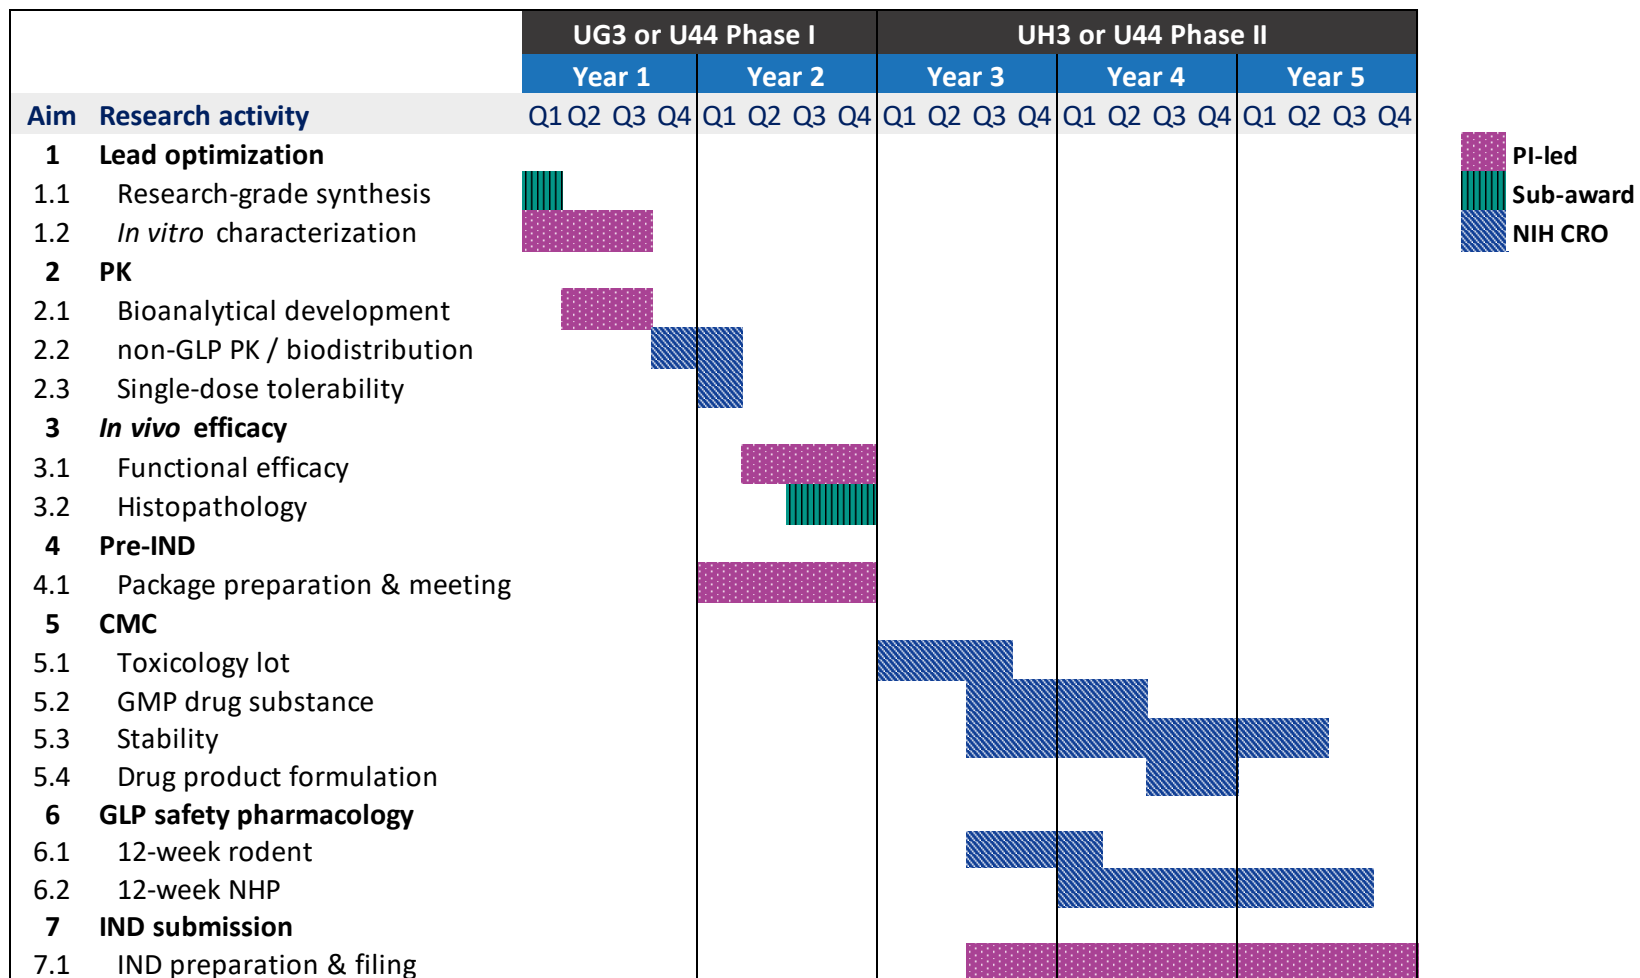 UG3 or U44 Phase I UH3 or U44 Phase II
Year 1 Year 2 Year 3 Year 4 Year 5
Aim Research activity Q1 Q2 Q3 Q4 Q1 Q2 Q3 Q4 Q1 Q2 Q3 Q4 Q1 Q2 Q3 Q4 Q1 Q2 Q3 Q4
1 Lead optimization
PI-led
1.1 Research-grade synthesis
Sub-award
1.2 In vitro characterization
NIH CRO
2 PK
2.1 Bioanalytical development
2.2 non-GLP PK / biodistribution
2.3 Single-dose tolerability
3 In vivo efficacy
3.1 Functional efficacy
3.2 Histopathology
4 Pre-IND
4.1 Package preparation & meeting
5 CMC
5.1 Toxicology lot
5.2 GMP drug substance
5.3 Stability
5.4 Drug product formulation
6 GLP safety pharmacology
6.1 12-week rodent
6.2 12-week NHP
7 IND submission
7.1 IND preparation & filing